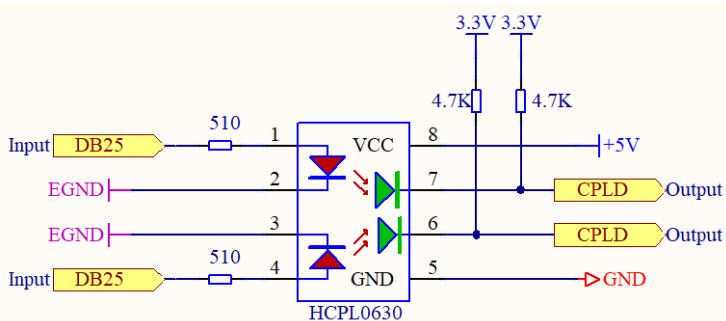 3.3V 3.3V
4.7K 4.7K
510
Input DB25 1 VCC 8 +5V
EGND 2 7 CPLD Output
EGND 3 6 CPLD Output
510
Input DB25 4 GND 5 GND
HCPL0630